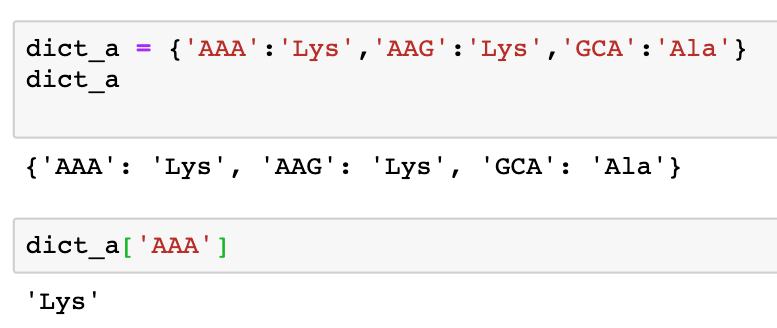 dict_a = {'AAA':'Lys','AAG':'Lys','GCA':'Ala'}
dict_a
{'AAA': 'Lys', 'AAG': 'Lys', 'GCA': 'Ala'}
dict_a['AAA']
'Lys'